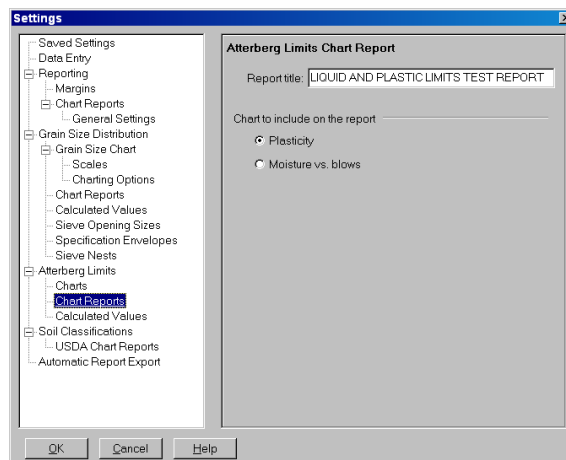 Settings
Saved Settings
Data Entry
Reporting
Margins
Chart Reports
General Settings
Grain Size Distribution
Grain Size Chart
Scales
Charting Options
Chart Reports
Calculated Values
Sieve Opening Sizes
Specification Envelopes
Sieve Nests
Atterberg Limits
Charts
Chart Reports
Calculated Values
Soil Classifications
USDA Chart Reports
Automatic Report Export
Atterberg Limits Chart Report
Report title: LIQUID AND PLASTIC LIMITS TEST REPORT
Chart to include on the report
Plasticity
Moisture vs. blows
OK Cancel Help